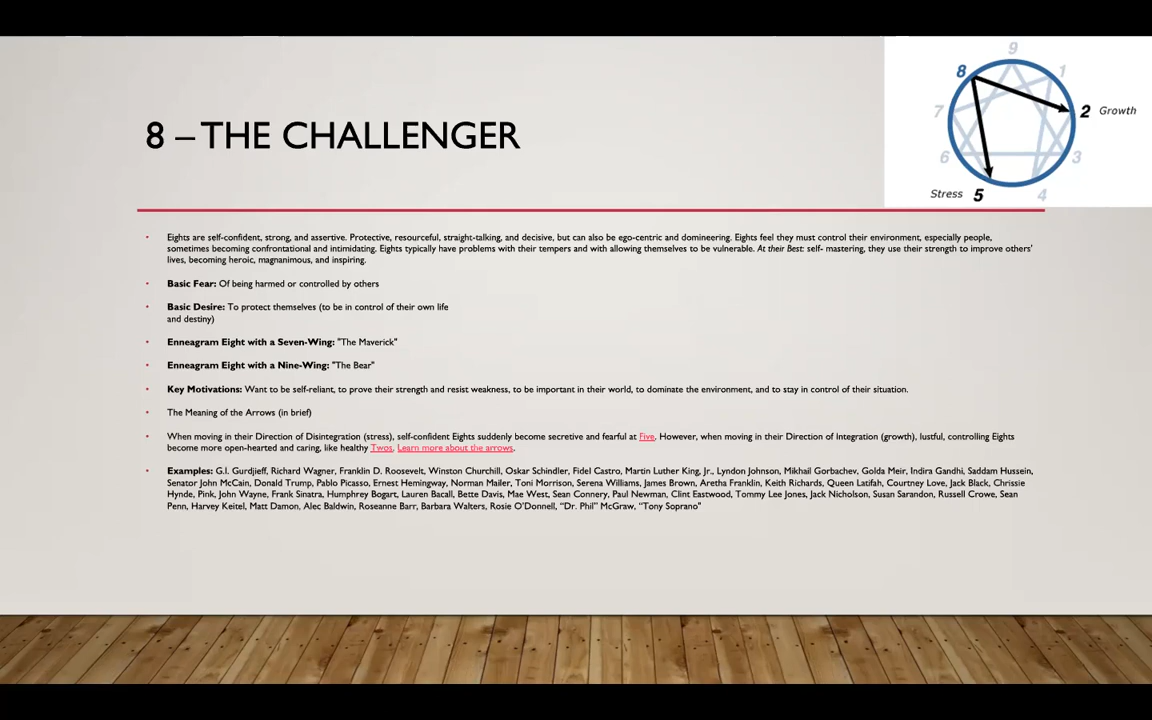 8 – THE CHALLENGER
9
8
1
7
2 Growth
6
3
Stress 5
4
• Eights are self-confident, strong, and assertive. Protective, resourceful, straight-talking, and decisive, but can also be ego-centric and domineering. Eights feel they must control their environment, especially people,
sometimes becoming confrontational and intimidating. Eights typically have problems with their tempers and with allowing themselves to be vulnerable. At their Best: self- mastering, they use their strength to improve others'
lives, becoming heroic, magnanimous, and inspiring.
• Basic Fear: Of being harmed or controlled by others
• Basic Desire: To protect themselves (to be in control of their own life
and destiny)
• Enneagram Eight with a Seven-Wing: "The Maverick"
• Enneagram Eight with a Nine-Wing: "The Bear"
• Key Motivations: Want to be self-reliant, to prove their strength and resist weakness, to be important in their world, to dominate the environment, and to stay in control of their situation.
• The Meaning of the Arrows (in brief)
• When moving in their Direction of Disintegration (stress), self-confident Eights suddenly become secretive and fearful at Five. However, when moving in their Direction of Integration (growth), lustful, controlling Eights
become more open-hearted and caring, like healthy Twos. Learn more about the arrows.
• Examples: G.I. Gurdjieff, Richard Wagner, Franklin D. Roosevelt, Winston Churchill, Oskar Schindler, Fidel Castro, Martin Luther King, Jr., Lyndon Johnson, Mikhail Gorbachev, Golda Meir, Indira Gandhi, Saddam Hussein,
Senator John McCain, Donald Trump, Pablo Picasso, Ernest Hemingway, Norman Mailer, Toni Morrison, Serena Williams, James Brown, Aretha Franklin, Keith Richards, Queen Latifah, Courtney Love, Jack Black, Chrissie
Hynde, Pink, John Wayne, Frank Sinatra, Humphrey Bogart, Lauren Bacall, Bette Davis, Mae West, Sean Connery, Paul Newman, Clint Eastwood, Tommy Lee Jones, Jack Nicholson, Susan Sarandon, Russell Crowe, Sean
Penn, Harvey Keitel, Matt Damon, Alec Baldwin, Roseanne Barr, Barbara Walters, Rosie O'Donnell, "Dr. Phil" McGraw, "Tony Soprano"